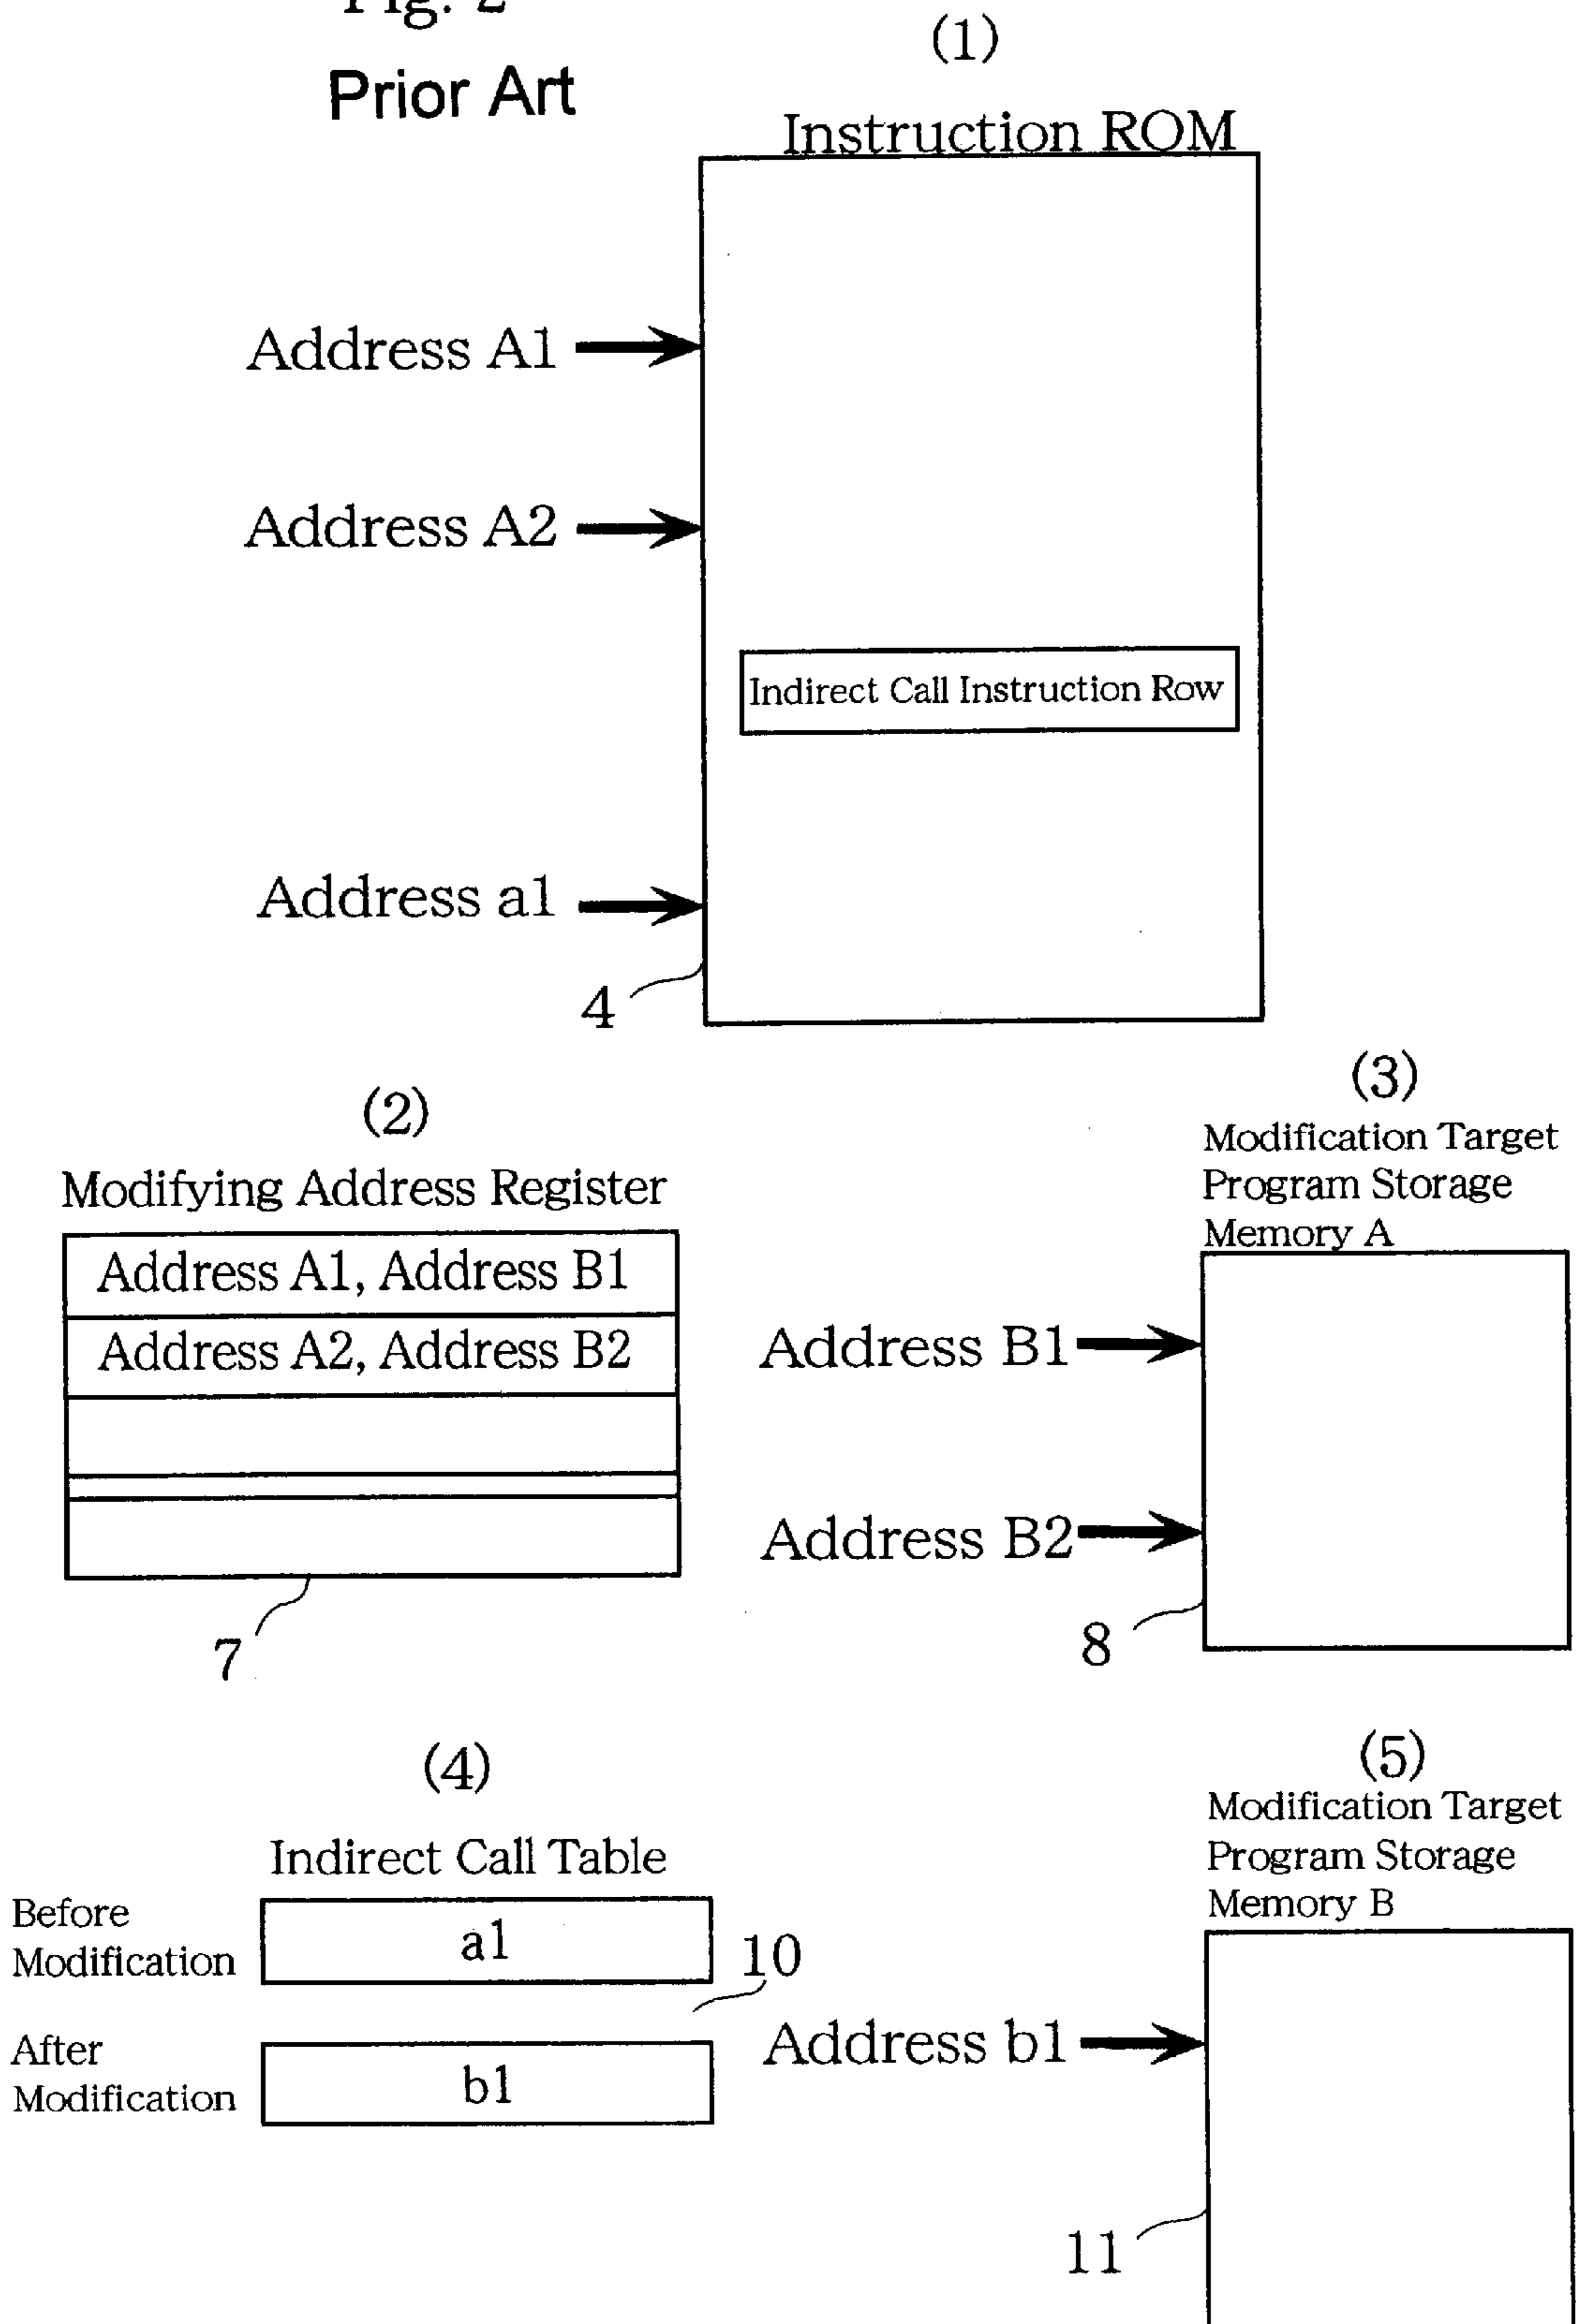 Fig. 2
Prior Art
(1)
Instruction ROM
Address A1
Address A2
Indirect Call Instruction Row
Address a1
4
(2)
Modifying Address Register
Address A1, Address B1
Address A2, Address B2
7
(3)
Modification Target
Program Storage
Memory A
Address B1
Address B2
8
(4)
Indirect Call Table
Before
Modification
a1
10
After
Modification
b1
(5)
Modification Target
Program Storage
Memory B
Address b1
11